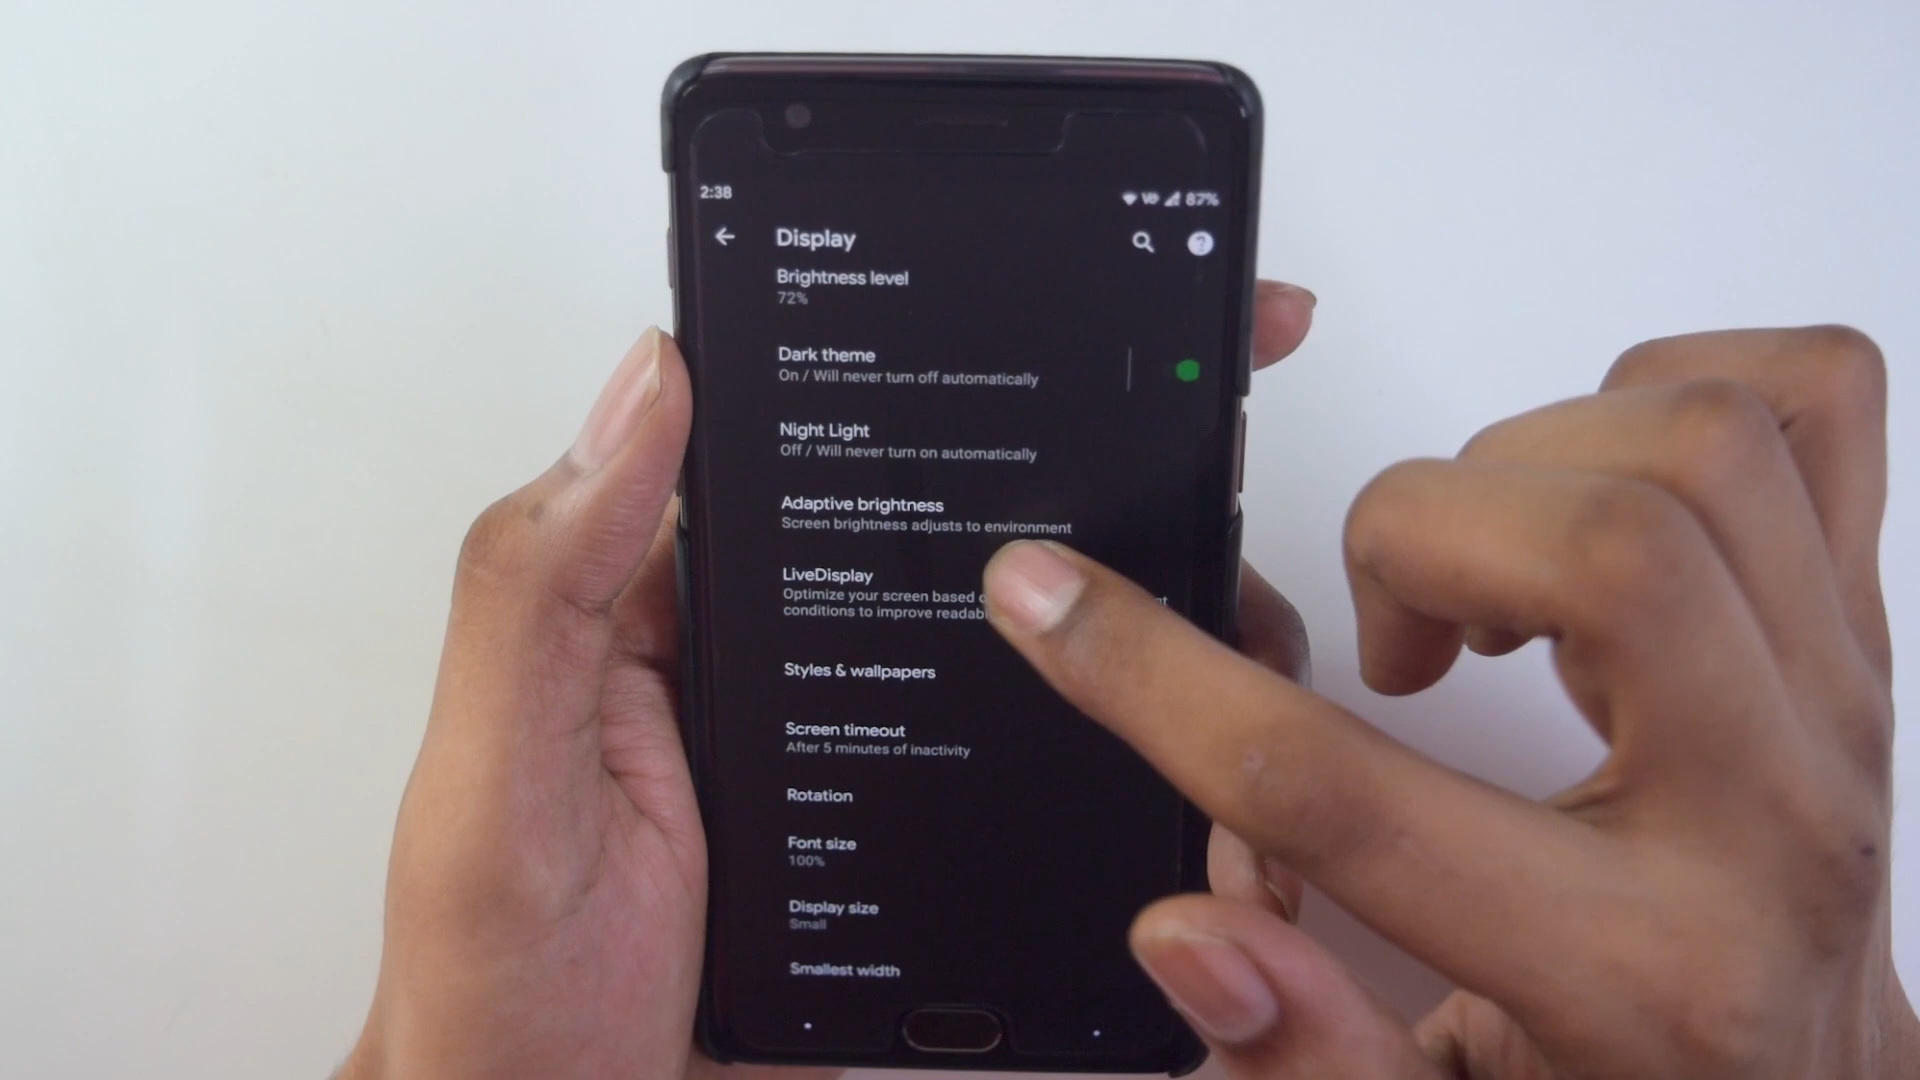 2:38
87%
Display
?
Brightness level
72%
Dark theme
On / Will never turn off automatically
Night Light
Off / Will never turn on automatically
Adaptive brightness
Screen brightness adjusts to environment
LiveDisplay
Optimize your screen based
conditions to improve
Styles & wallpapers
Screen timeout
After 5 minutes of inactivity
Rotation
Font size
100%
Display size
Small
Smallest width